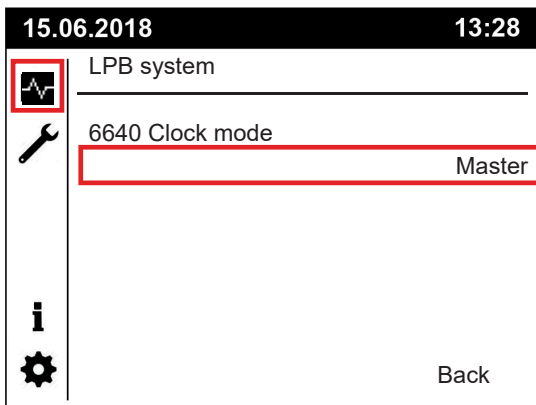 15.06.2018 13:28
LPB system
6640 Clock mode
Master
Back